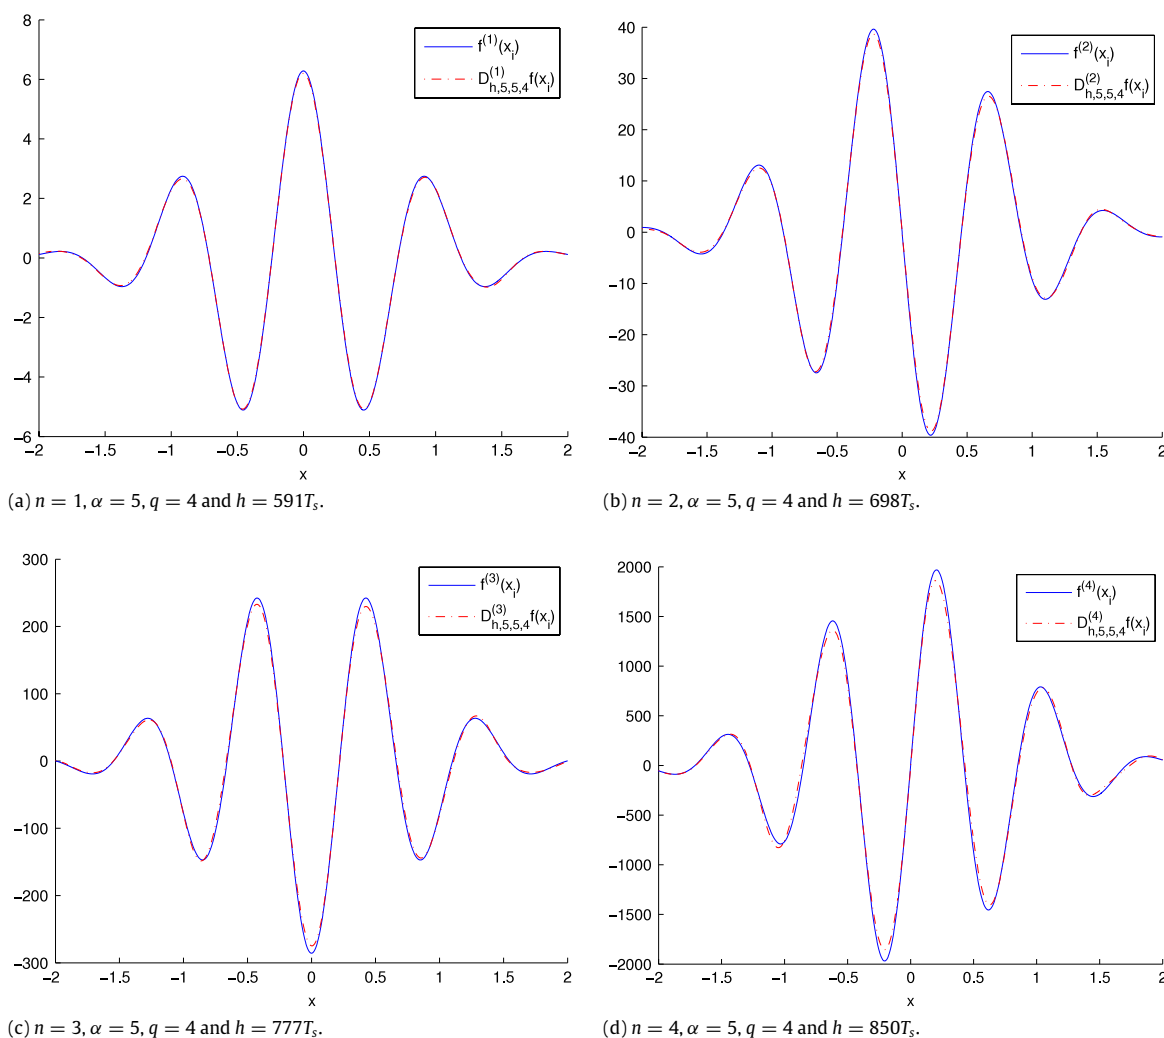 8
6
4
2
0
−2
−4
−6
−2 −1.5 −1 −0.5 0 0.5 1 1.5 2
x
f(1)(xi)
D(1)h,5,5,4f(xi)
(a) n = 1, α = 5, q = 4 and h = 591Ts.
40
30
20
10
0
−10
−20
−30
−40
−2 −1.5 −1 −0.5 0 0.5 1 1.5 2
x
f(2)(xi)
D(2)h,5,5,4f(xi)
(b) n = 2, α = 5, q = 4 and h = 698Ts.
300
200
100
0
−100
−200
−300
−2 −1.5 −1 −0.5 0 0.5 1 1.5 2
x
f(3)(xi)
D(3)h,5,5,4f(xi)
(c) n = 3, α = 5, q = 4 and h = 777Ts.
2000
1500
1000
500
0
−500
−1000
−1500
−2000
−2 −1.5 −1 −0.5 0 0.5 1 1.5 2
x
f(4)(xi)
D(4)h,5,5,4f(xi)
(d) n = 4, α = 5, q = 4 and h = 850Ts.